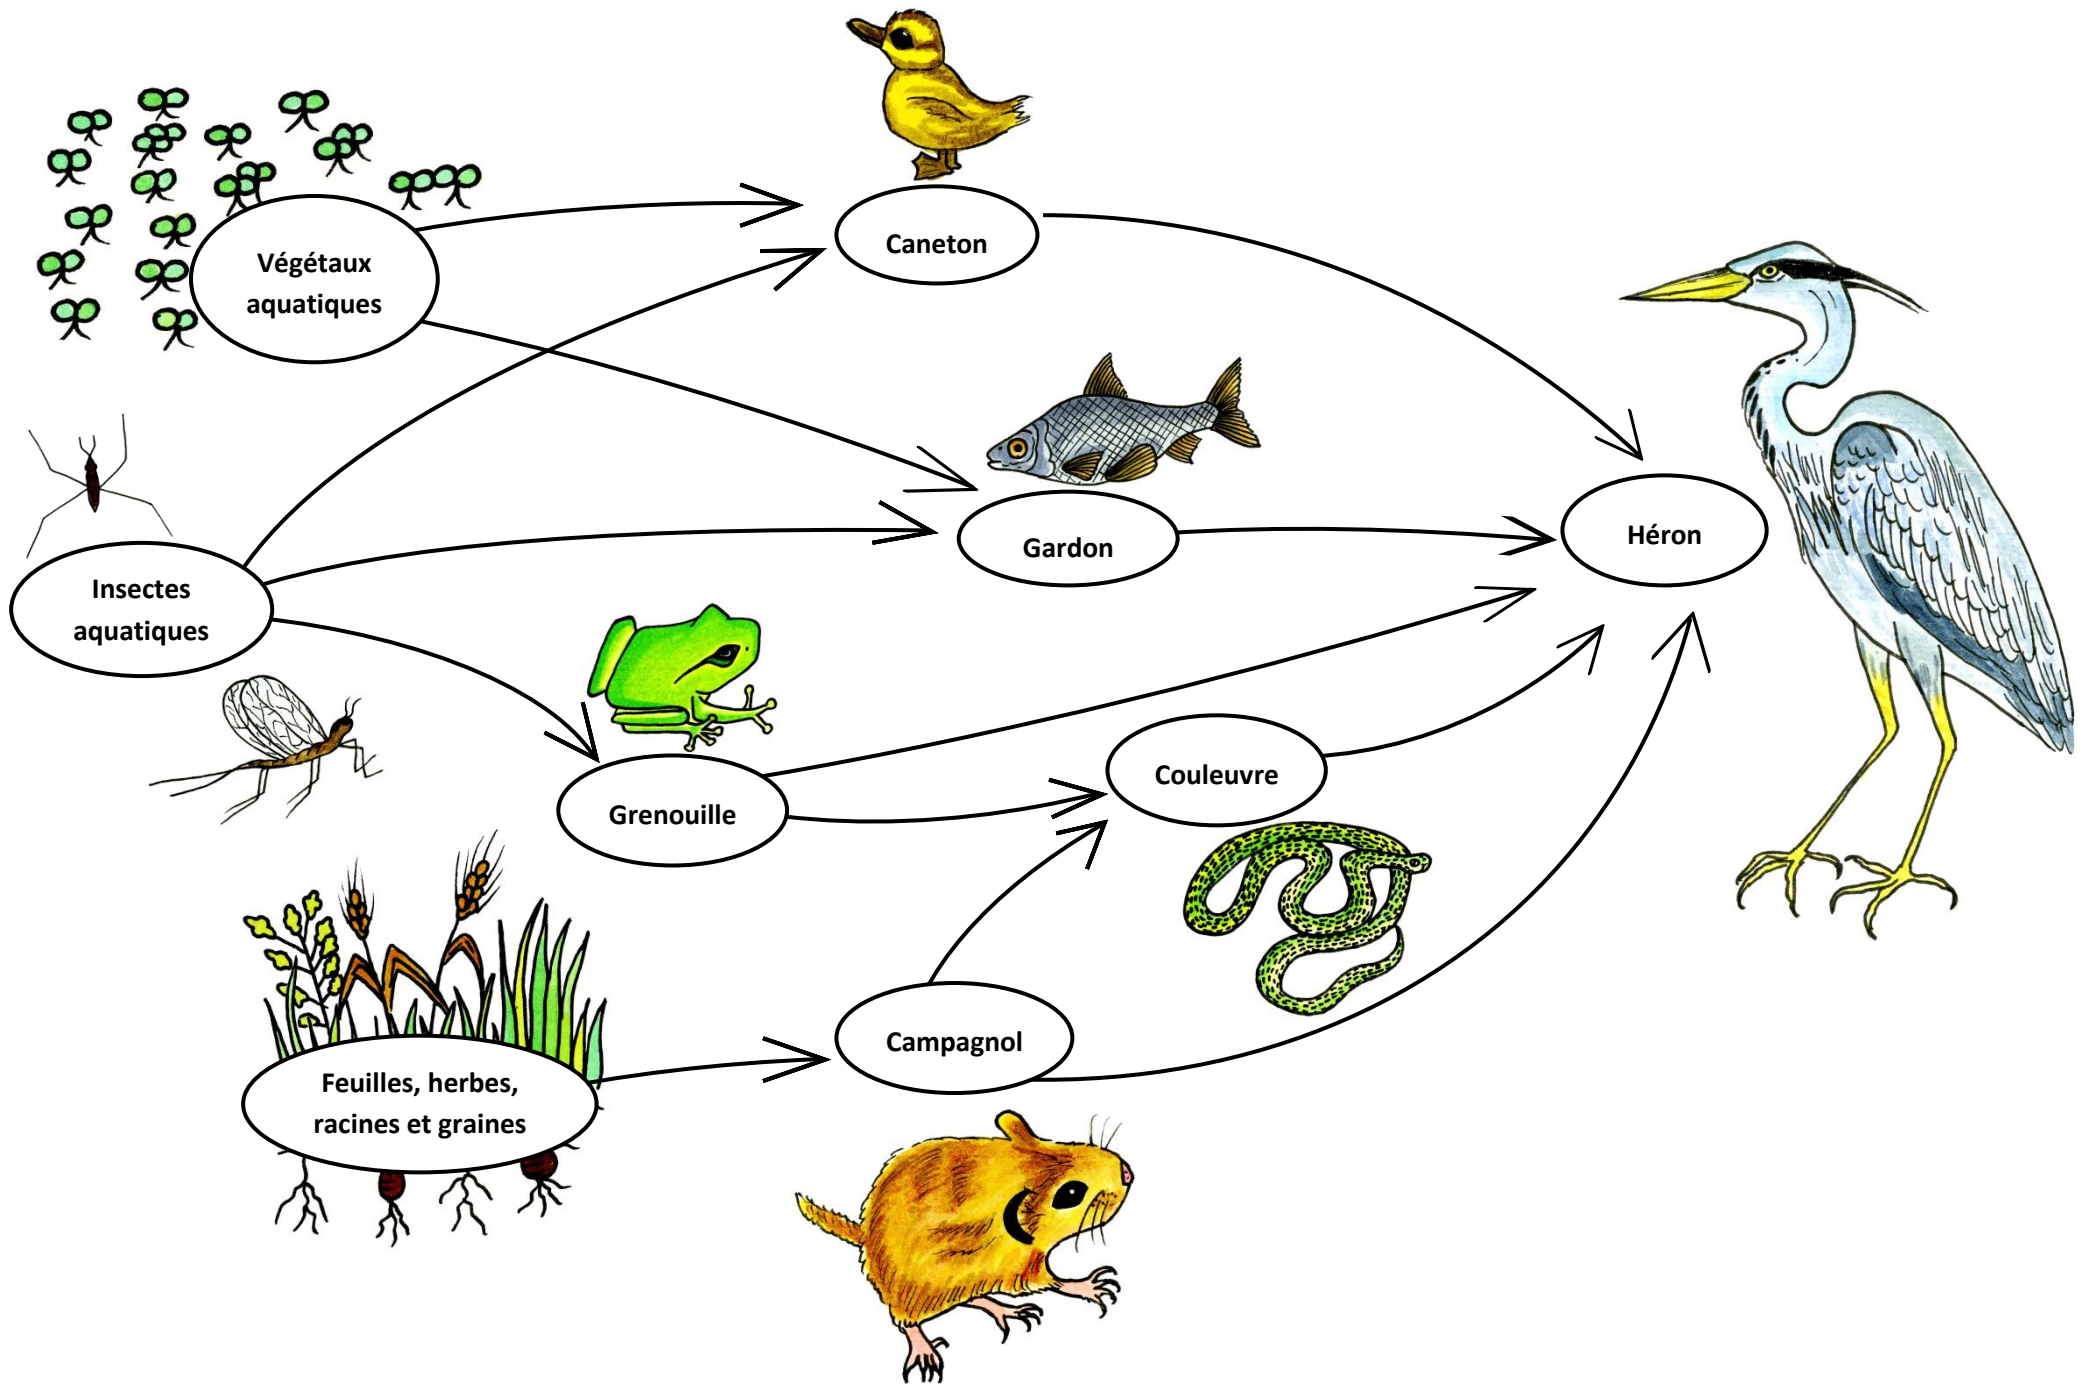 Caneton
Végétaux
aquatiques
Gardon
Héron
Insectes
aquatiques
Couleuvre
Grenouille
Campagnol
Feuilles, herbes,
racines et graines